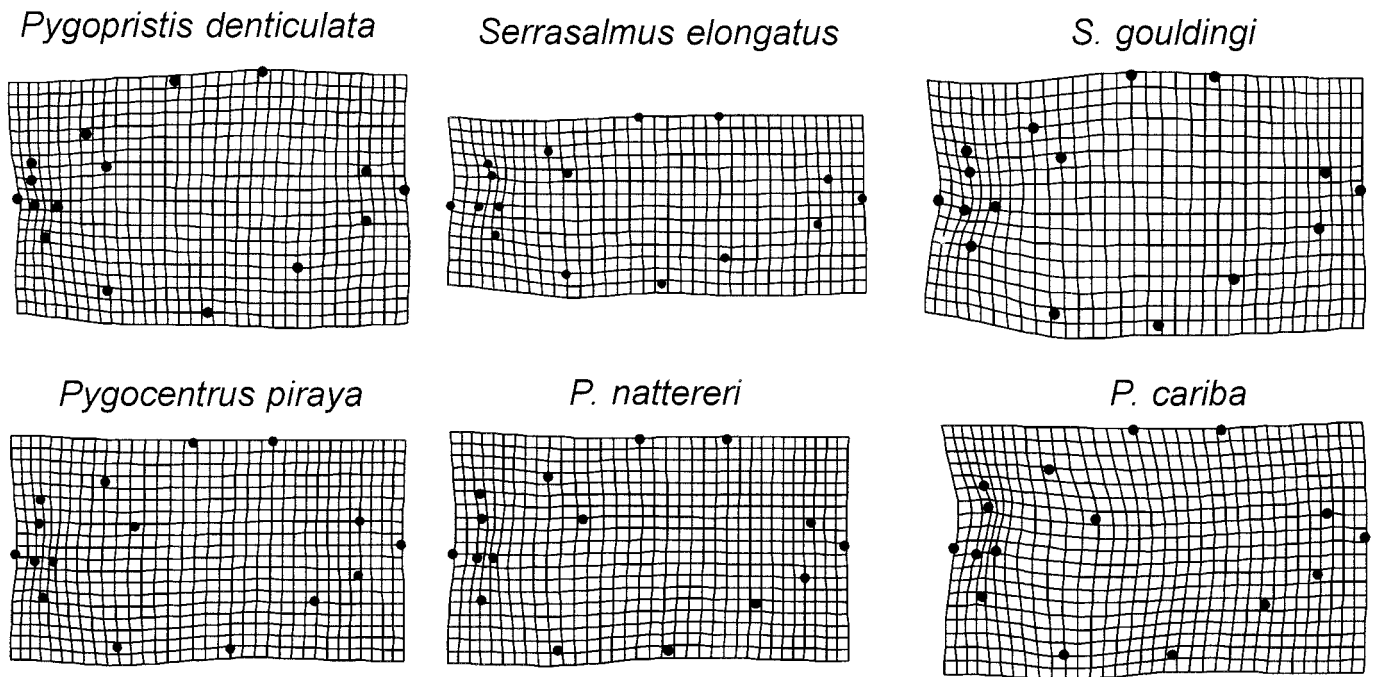 Pygopristis denticulata
Serrasalmus elongatus
S. gouldingi
Pygocentrus piraya
P. nattereri
P. cariba